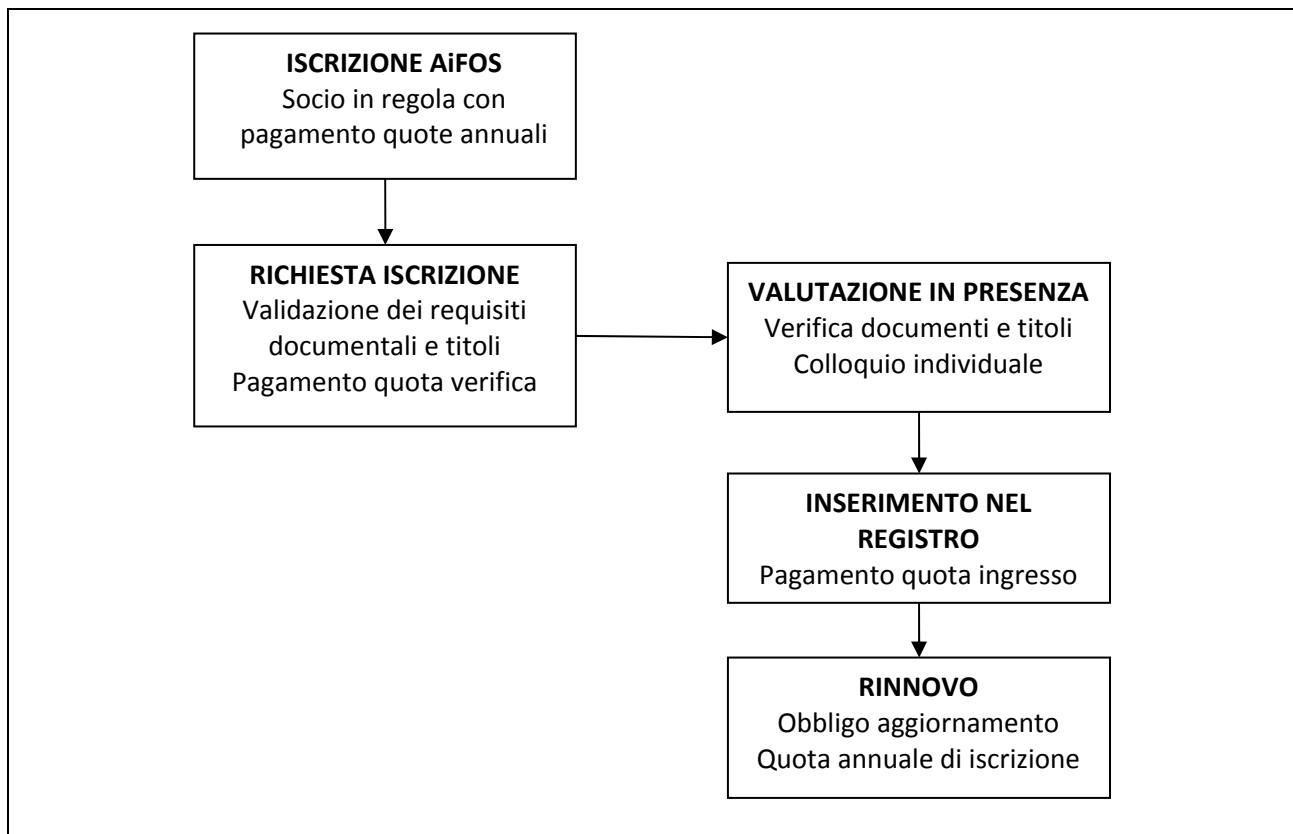 ISCRIZIONE AiFOS
Socio in regola con
pagamento quote annuali
RICHIESTA ISCRIZIONE
Validazione dei requisiti
documentali e titoli
Pagamento quota verifica
VALUTAZIONE IN PRESENZA
Verifica documenti e titoli
Colloquio individuale
INSERIMENTO NEL
REGISTRO
Pagamento quota ingresso
RINNOVO
Obbligo aggiornamento
Quota annuale di iscrizione